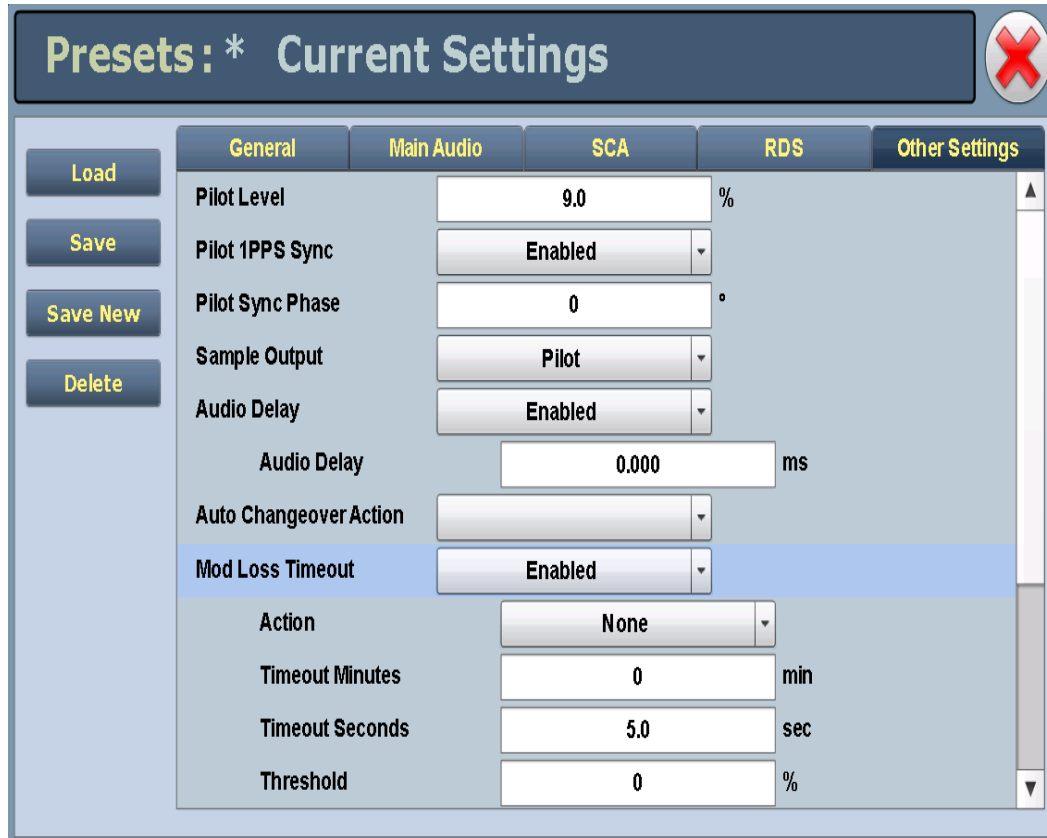 Presets: * Current Settings
Load
Save
Save New
Delete
General Main Audio SCA RDS Other Settings
Pilot Level 9.0 %
Pilot 1PPS Sync Enabled
Pilot Sync Phase 0 °
Sample Output Pilot
Audio Delay Enabled
Audio Delay 0.000 ms
Auto Changeover Action
Mod Loss Timeout Enabled
Action None
Timeout Minutes 0 min
Timeout Seconds 5.0 sec
Threshold 0 %